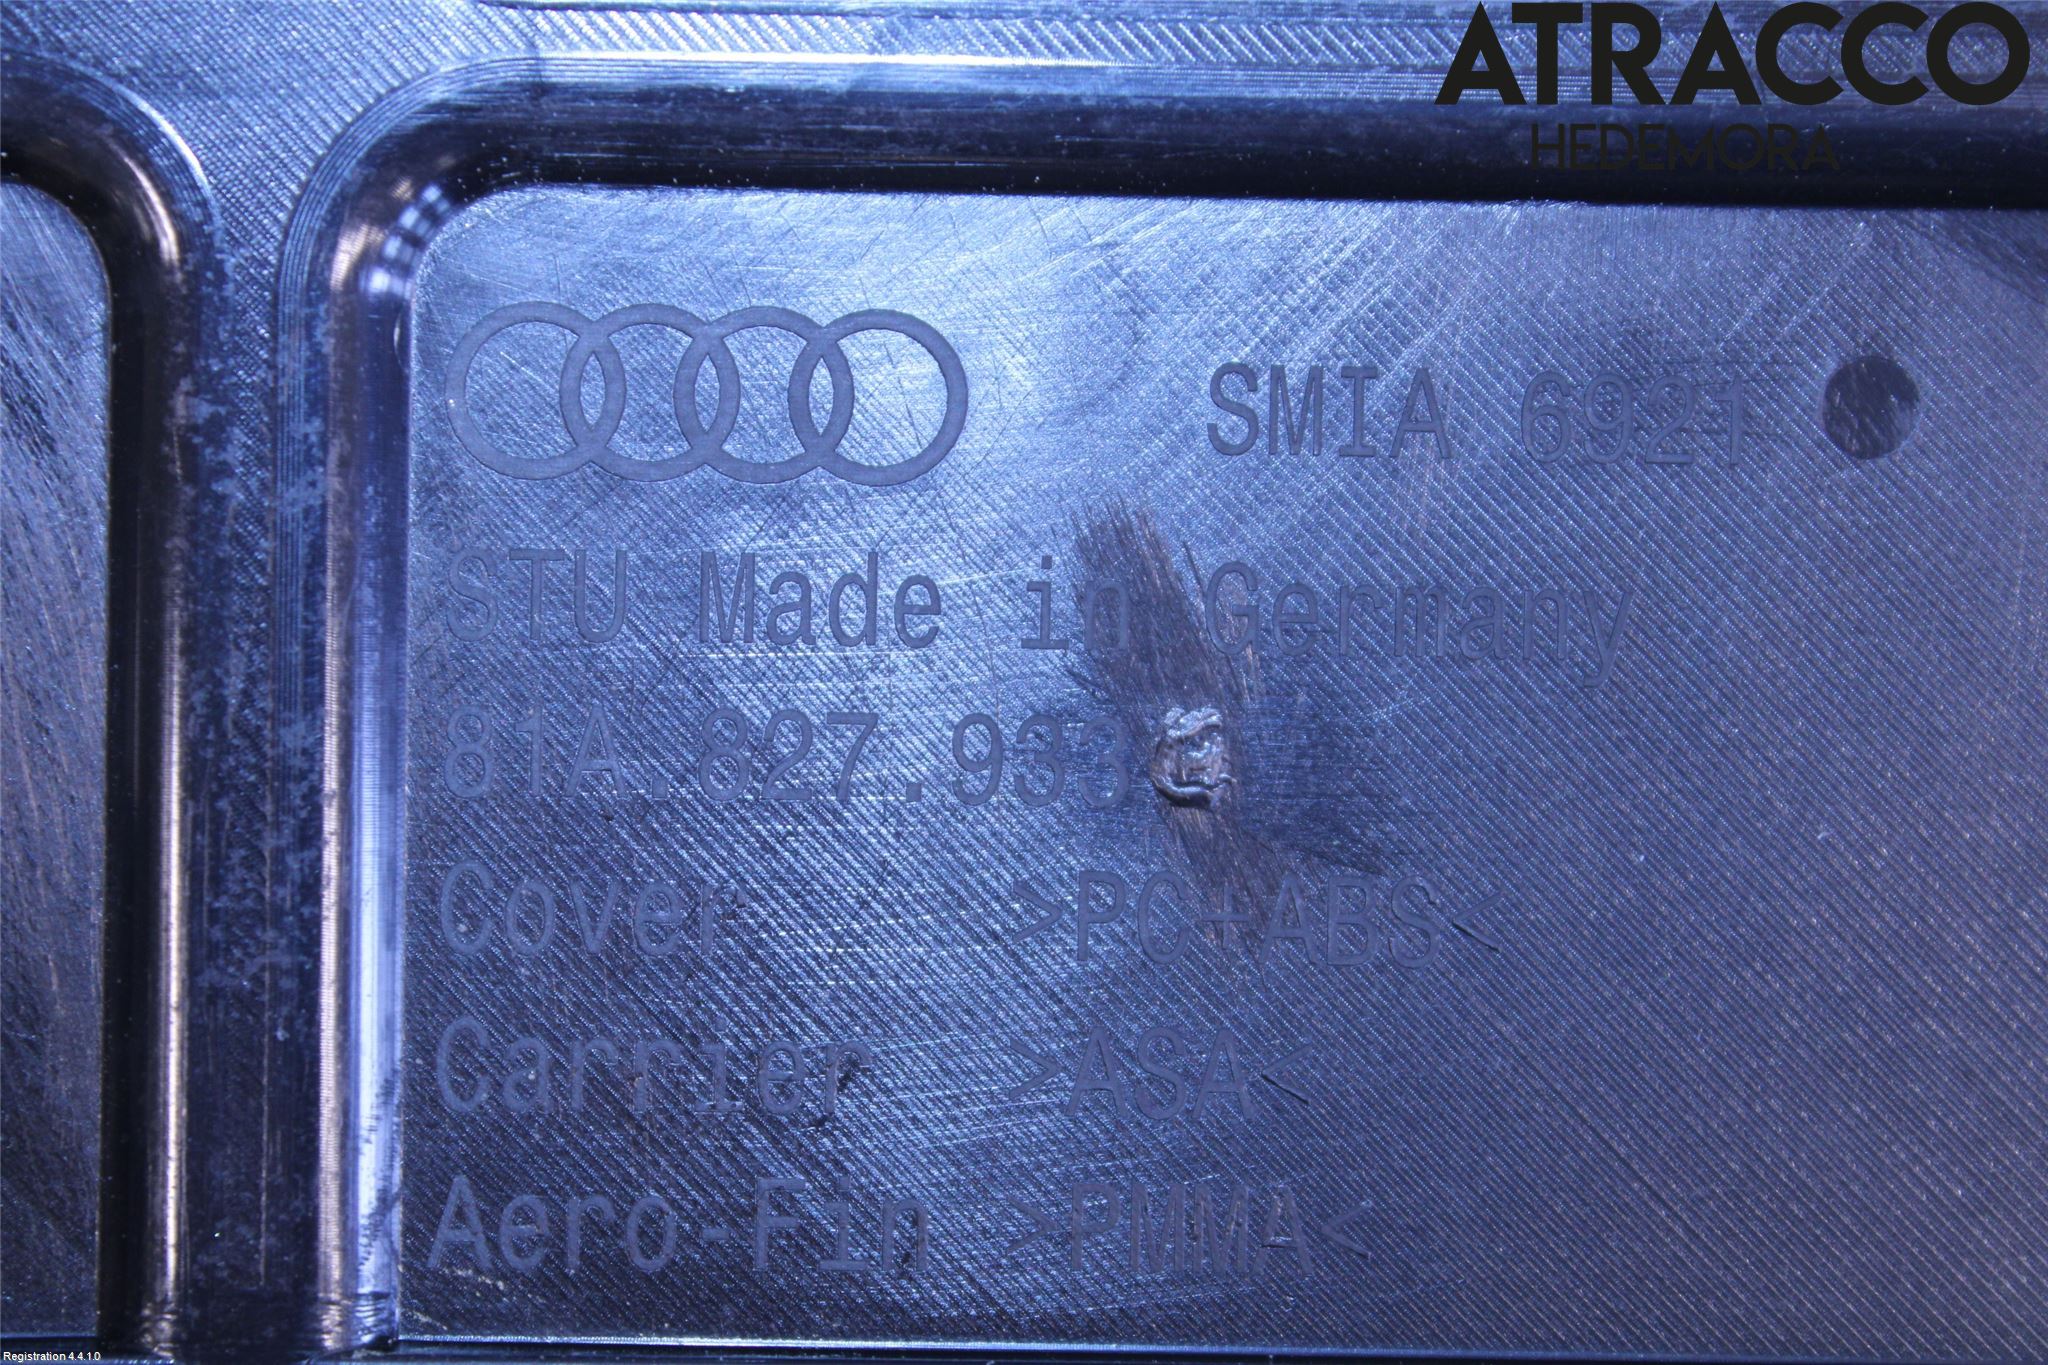 ATRACCO
HEDEMORA
SMIA 6921
STU Made in Germany
81A.827.933
Cover >PC+ABS<
Carrier >ASA<
Aero-Fin >PMMA<
Registration 4.4.1.0